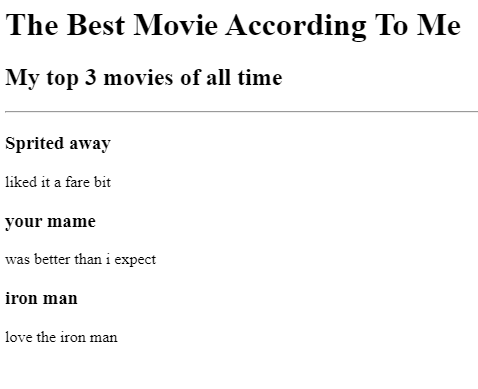 The Best Movie According To Me
My top 3 movies of all time
Sprited away
liked it a fare bit
your mame
was better than i expect
iron man
love the iron man